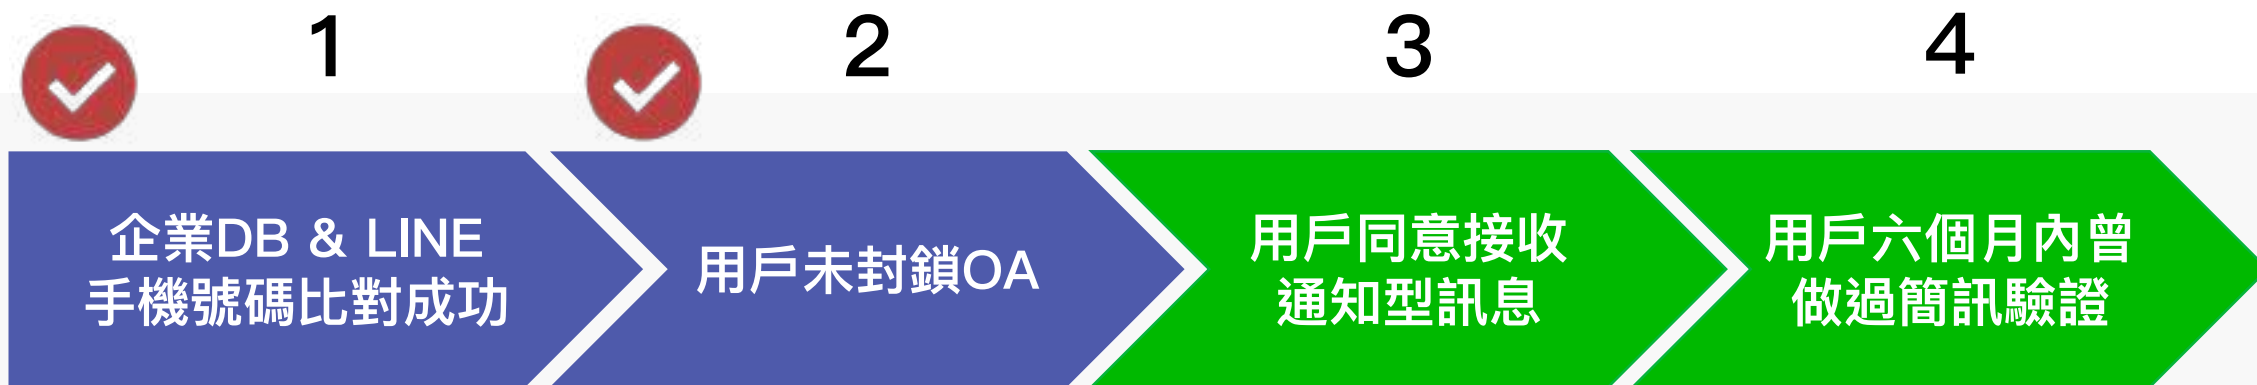 1
2
3
4
企業DB & LINE
手機號碼比對成功
用戶未封鎖OA
用戶同意接收
通知型訊息
用戶六個月內曾
做過簡訊驗證